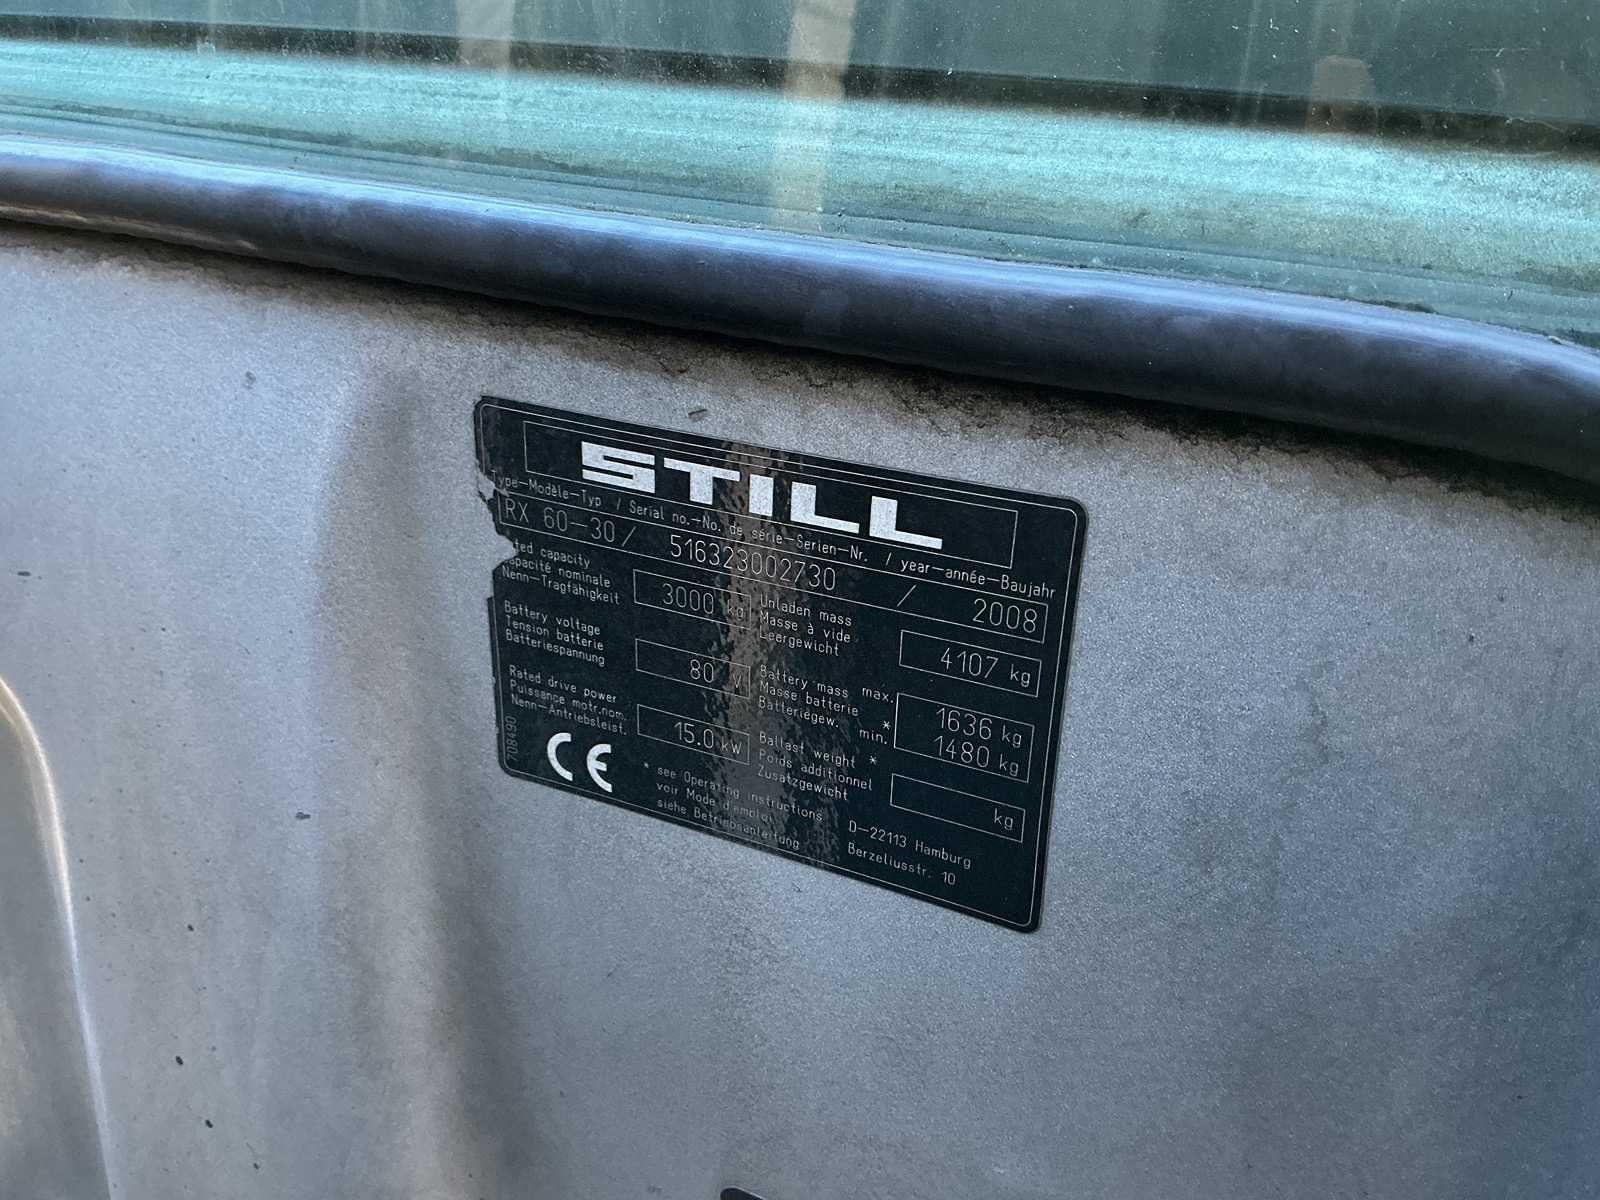 STILL
ype-Modèle-Typ / Serial no.-No. de série-Serien-Nr. / year-année-Baujahr
RX 60-30 / 516323002730 / 2008
ted capacity
capacité nominale
Nenn-Tragfähigkeit
3000 kg
Unladen mass
Masse à vide
Leergewicht
4107 kg
Battery voltage
Tension batterie
Batteriespannung
80 V
Battery mass max.
Masse batterie *
Batteriegew. min.
1636 kg
1480 kg
Rated drive power
Puissance motr.nom.
Nenn-Antriebsleist.
15.0 kW
Ballast weight *
Poids additionnel
Zusatzgewicht
kg
708490
CE
* see Operating instructions
voir Mode d'emploi
siehe Betriebsanleitung
D-22113 Hamburg
Berzeliusstr. 10